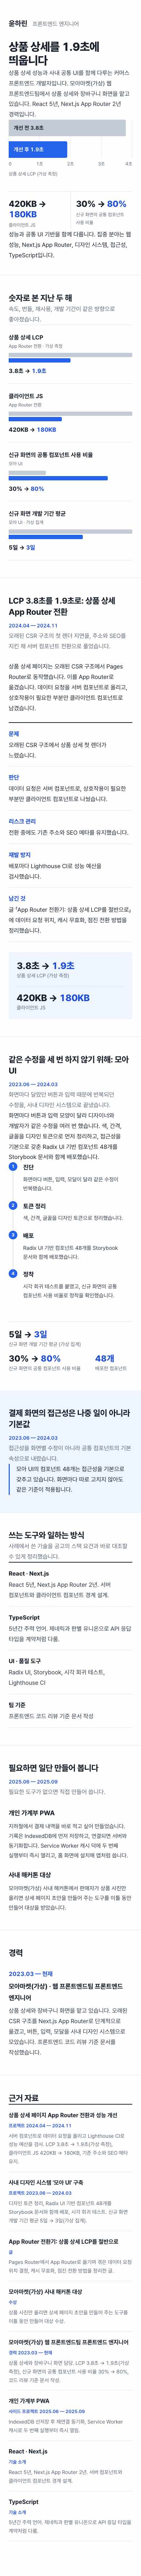 윤하린 프론트엔드 엔지니어
상품 상세를 1.9초에
띄웁니다
상품 상세 성능과 사내 공통 UI를 함께 다루는 커머스
프론트엔드 개발자입니다. 모아마켓(가상) 웹
프론트엔드팀에서 상품 상세와 장바구니 화면을 맡고
있습니다. React 5년, Next.js App Router 2년
경력입니다.
개선 전 3.8초
개선 후 1.9초
0 1초 2초 3초 4초
상품 상세 LCP (가상 측정)
420KB →
180KB
클라이언트 JS
30% → 80%
신규 화면의 공통 컴포넌트
사용 비율
성능과 공통 UI 기반을 함께 다룹니다. 집중 분야는 웹
성능, Next.js App Router, 디자인 시스템, 접근성,
TypeScript입니다.
숫자로 본 지난 두 해
속도, 번들, 재사용, 개발 기간이 같은 방향으로
좋아졌습니다.
상품 상세 LCP
App Router 전환 · 가상 측정
3.8초 → 1.9초
클라이언트 JS
App Router 전환
420KB → 180KB
신규 화면의 공통 컴포넌트 사용 비율
모아 UI
30% → 80%
신규 화면 개발 기간 평균
모아 UI · 가상 집계
5일 → 3일
LCP 3.8초를 1.9초로: 상품 상세
App Router 전환
2024.04 — 2024.11
오래된 CSR 구조의 첫 렌더 지연을, 주소와 SEO를
지킨 채 서버 컴포넌트 전환으로 풀었습니다.
상품 상세 페이지는 오래된 CSR 구조에서 Pages
Router로 동작했습니다. 이를 App Router로
옮겼습니다. 데이터 요청을 서버 컴포넌트로 올리고,
상호작용이 필요한 부분만 클라이언트 컴포넌트로
남겼습니다.
문제
오래된 CSR 구조에서 상품 상세 첫 렌더가
느렸습니다.
판단
데이터 요청은 서버 컴포넌트로, 상호작용이 필요한
부분만 클라이언트 컴포넌트로 나눴습니다.
리스크 관리
전환 중에도 기존 주소와 SEO 메타를 유지했습니다.
재발 방지
배포마다 Lighthouse CI로 성능 예산을
검사했습니다.
남긴 것
글 「App Router 전환기: 상품 상세 LCP를 절반으로」
에 데이터 요청 위치, 캐시 무효화, 점진 전환 방법을
정리했습니다.
3.8초 → 1.9초
상품 상세 LCP (가상 측정)
420KB → 180KB
클라이언트 JS
같은 수정을 세 번 하지 않기 위해: 모아
UI
2023.06 — 2024.03
화면마다 달랐던 버튼과 입력 때문에 반복되던
수정을, 사내 디자인 시스템으로 끝냈습니다.
화면마다 버튼과 입력 모양이 달라 디자이너와
개발자가 같은 수정을 여러 번 했습니다. 색, 간격,
글꼴을 디자인 토큰으로 먼저 정리하고, 접근성을
기본으로 갖춘 Radix UI 기반 컴포넌트 48개를
Storybook 문서와 함께 배포했습니다.
1 진단
화면마다 버튼, 입력, 모달이 달라 같은 수정이
반복됐습니다.
2 토큰 정리
색, 간격, 글꼴을 디자인 토큰으로 정리했습니다.
3 배포
Radix UI 기반 컴포넌트 48개를 Storybook
문서와 함께 배포했습니다.
4 정착
시각 회귀 테스트를 붙였고, 신규 화면의 공통
컴포넌트 사용 비율로 정착을 확인했습니다.
5일 → 3일
신규 화면 개발 기간 평균 (가상 집계)
30% → 80%
신규 화면의 공통 컴포넌트 사용 비율
48개
배포한 컴포넌트
결제 화면의 접근성은 나중 일이 아니라
기본값
2023.06 — 2024.03
접근성을 화면별 수정이 아니라 공통 컴포넌트의 기본
속성으로 내렸습니다.
모아 UI의 컴포넌트 48개는 접근성을 기본으로
갖추고 있습니다. 화면마다 따로 고치지 않아도
같은 기준이 적용됩니다.
쓰는 도구와 일하는 방식
사례에서 쓴 기술을 공고의 스택 요건과 바로 대조할
수 있게 정리했습니다.
React · Next.js
React 5년, Next.js App Router 2년. 서버
컴포넌트와 클라이언트 컴포넌트 경계 설계.
TypeScript
5년간 주력 언어. 제네릭과 판별 유니온으로 API 응답
타입을 계약처럼 다룸.
UI · 품질 도구
Radix UI, Storybook, 시각 회귀 테스트,
Lighthouse CI
팀 기준
프론트엔드 코드 리뷰 기준 문서 작성
필요하면 일단 만들어 봅니다
2025.06 — 2025.09
필요한 도구가 없으면 직접 만들어 씁니다.
개인 가계부 PWA
지하철에서 결제 내역을 바로 적고 싶어 만들었습니다.
기록은 IndexedDB에 먼저 저장하고, 연결되면 서버와
동기화합니다. Service Worker 캐시 덕에 두 번째
실행부터 즉시 열리고, 홈 화면에 설치해 앱처럼 씁니다.
사내 해커톤 대상
모아마켓(가상) 사내 해커톤에서 판매자가 상품 사진만
올리면 상세 페이지 초안을 만들어 주는 도구를 이틀 동안
만들어 대상을 받았습니다.
경력
2023.03 — 현재
모아마켓(가상) · 웹 프론트엔드팀 프론트엔드
엔지니어
상품 상세와 장바구니 화면을 맡고 있습니다. 오래된
CSR 구조를 Next.js App Router로 단계적으로
옮겼고, 버튼, 입력, 모달을 사내 디자인 시스템으로
모았습니다. 프론트엔드 코드 리뷰 기준 문서를
작성했습니다.
근거 자료
상품 상세 페이지 App Router 전환과 성능 개선
프로젝트 2024.04 — 2024.11
서버 컴포넌트로 데이터 요청을 올리고 Lighthouse CI로
성능 예산을 검사. LCP 3.8초 → 1.9초(가상 측정),
클라이언트 JS 420KB → 180KB, 기존 주소와 SEO 메타
유지.
사내 디자인 시스템 '모아 UI' 구축
프로젝트 2023.06 — 2024.03
디자인 토큰 정리, Radix UI 기반 컴포넌트 48개를
Storybook 문서와 함께 배포, 시각 회귀 테스트. 신규 화면
개발 기간 평균 5일 → 3일(가상 집계).
App Router 전환기: 상품 상세 LCP를 절반으로
글
Pages Router에서 App Router로 옮기며 겪은 데이터 요청
위치 결정, 캐시 무효화, 점진 전환 방법을 정리한 글.
모아마켓(가상) 사내 해커톤 대상
수상
상품 사진만 올리면 상세 페이지 초안을 만들어 주는 도구를
이틀 동안 만들어 대상 수상.
모아마켓(가상) 웹 프론트엔드팀 프론트엔드 엔지니어
경력 2023.03 — 현재
상품 상세와 장바구니 화면 담당. LCP 3.8초 → 1.9초(가상
측정), 신규 화면의 공통 컴포넌트 사용 비율 30% → 80%,
코드 리뷰 기준 문서 작성.
개인 가계부 PWA
사이드 프로젝트 2025.06 — 2025.09
IndexedDB 선저장 후 재연결 동기화, Service Worker
캐시로 두 번째 실행부터 즉시 열림.
React · Next.js
기술 소개
React 5년, Next.js App Router 2년. 서버 컴포넌트와
클라이언트 컴포넌트 경계 설계.
TypeScript
기술 소개
5년간 주력 언어. 제네릭과 판별 유니온으로 API 응답 타입을
계약처럼 다룸.